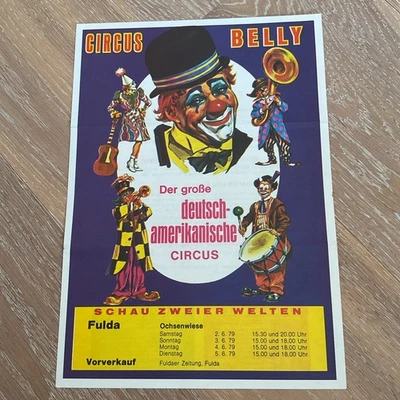 CIRCUS BELLY
Der große
deutsch-
amerikanische
CIRCUS
SCHAU ZWEIER WELTEN
Fulda Ochsenwiese
Samstag 2. 6. 79 15.30 und 20.00 Uhr
Sonntag 3. 6. 79 15.00 und 18.00 Uhr
Montag 4. 6. 79 15.00 und 18.00 Uhr
Dienstag 5. 6. 79 15.00 und 18.00 Uhr
Vorverkauf Fuldaer Zeitung, Fulda